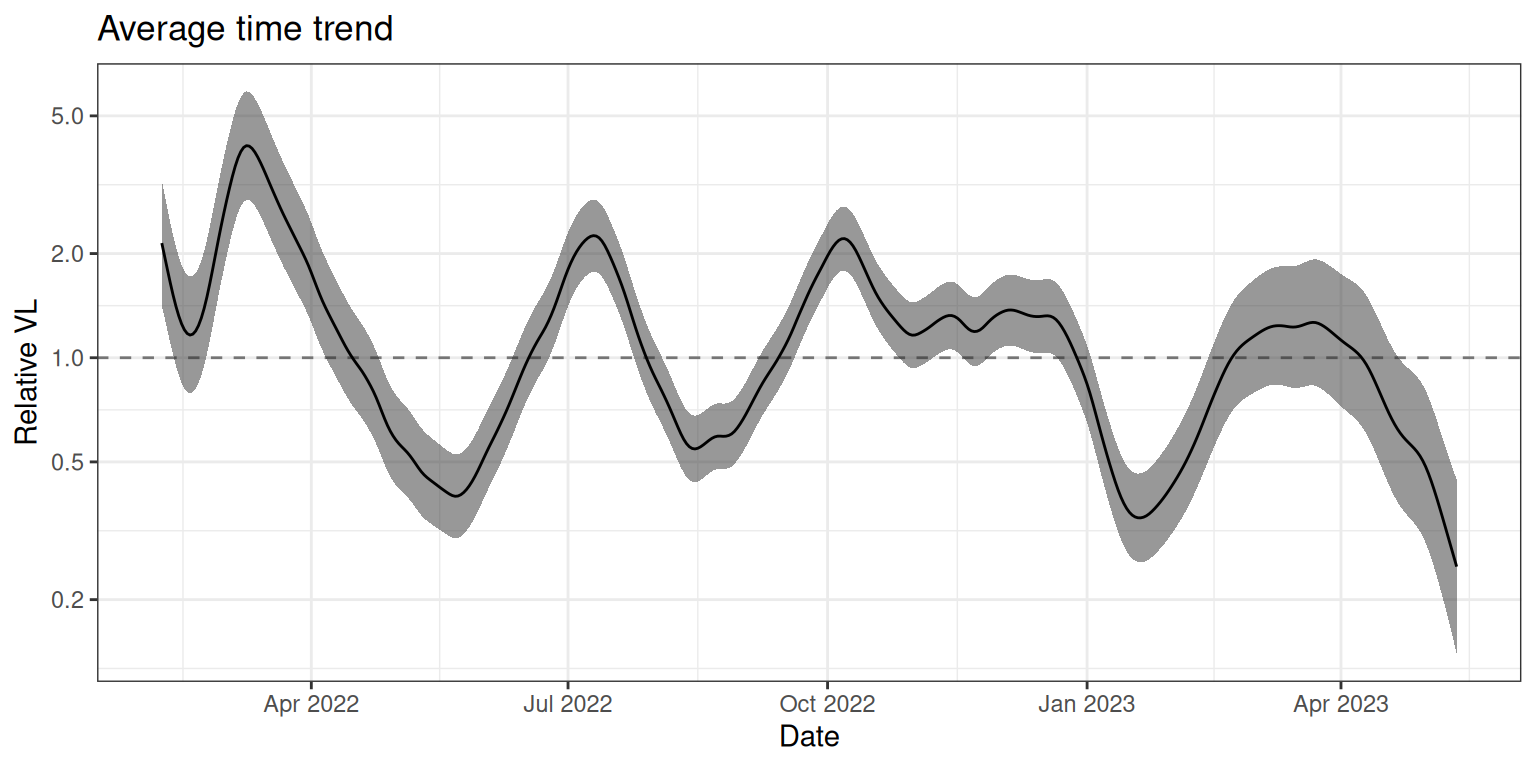 Average time trend
Relative VL
5.0
2.0
1.0
0.5
0.2
Apr 2022
Jul 2022
Oct 2022
Jan 2023
Apr 2023
Date